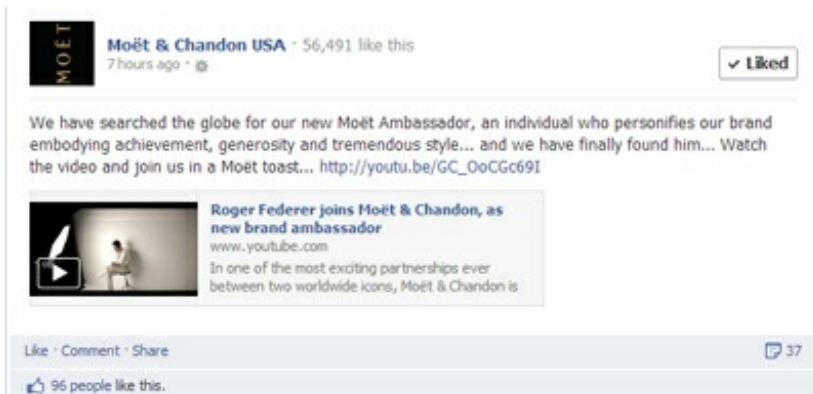 MOËT
Moët & Chandon USA · 56,491 like this
7 hours ago ·
Liked
We have searched the globe for our new Moët Ambassador, an individual who personifies our brand
embodying achievement, generosity and tremendous style... and we have finally found him... Watch
the video and join us in a Moët toast... http://youtu.be/GC_OoCGc69I
Roger Federer joins Moët & Chandon, as
new brand ambassador
www.youtube.com
In one of the most exciting partnerships ever
between two worldwide icons, Moët & Chandon is
Like · Comment · Share
37
96 people like this.